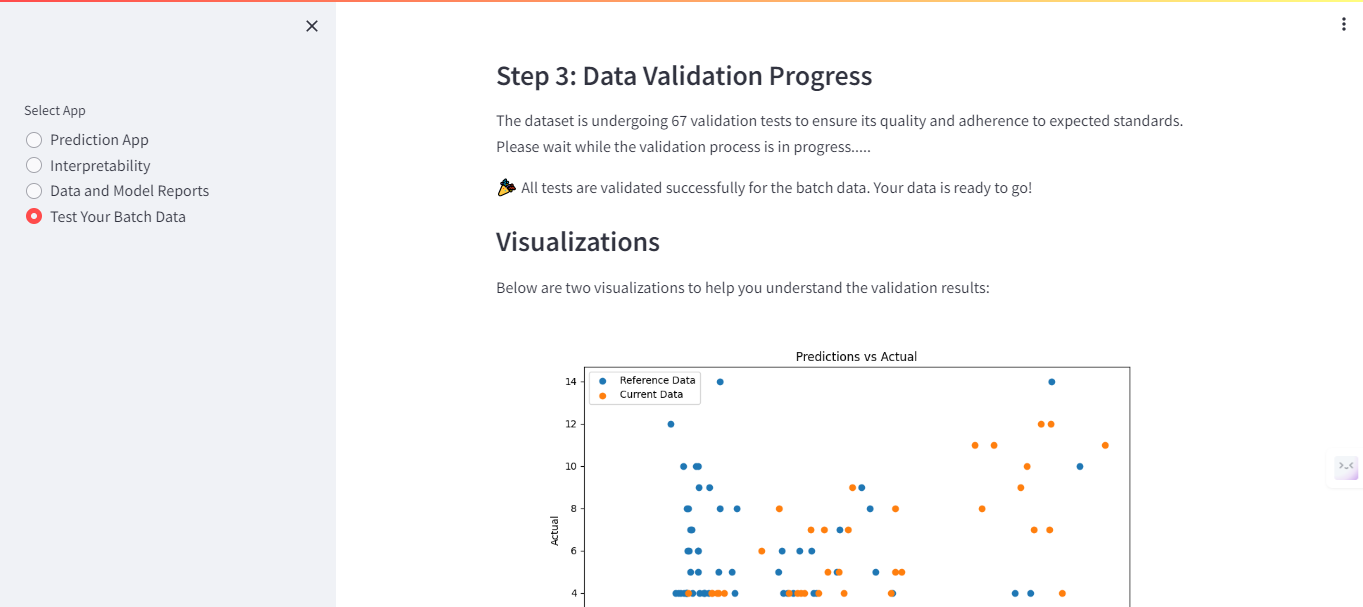 Select App
Prediction App
Interpretability
Data and Model Reports
Test Your Batch Data
Step 3: Data Validation Progress
The dataset is undergoing 67 validation tests to ensure its quality and adherence to expected standards.
Please wait while the validation process is in progress.....
All tests are validated successfully for the batch data. Your data is ready to go!
Visualizations
Below are two visualizations to help you understand the validation results:
Predictions vs Actual
Reference Data
Current Data
14
12
10
8
6
4
Actual